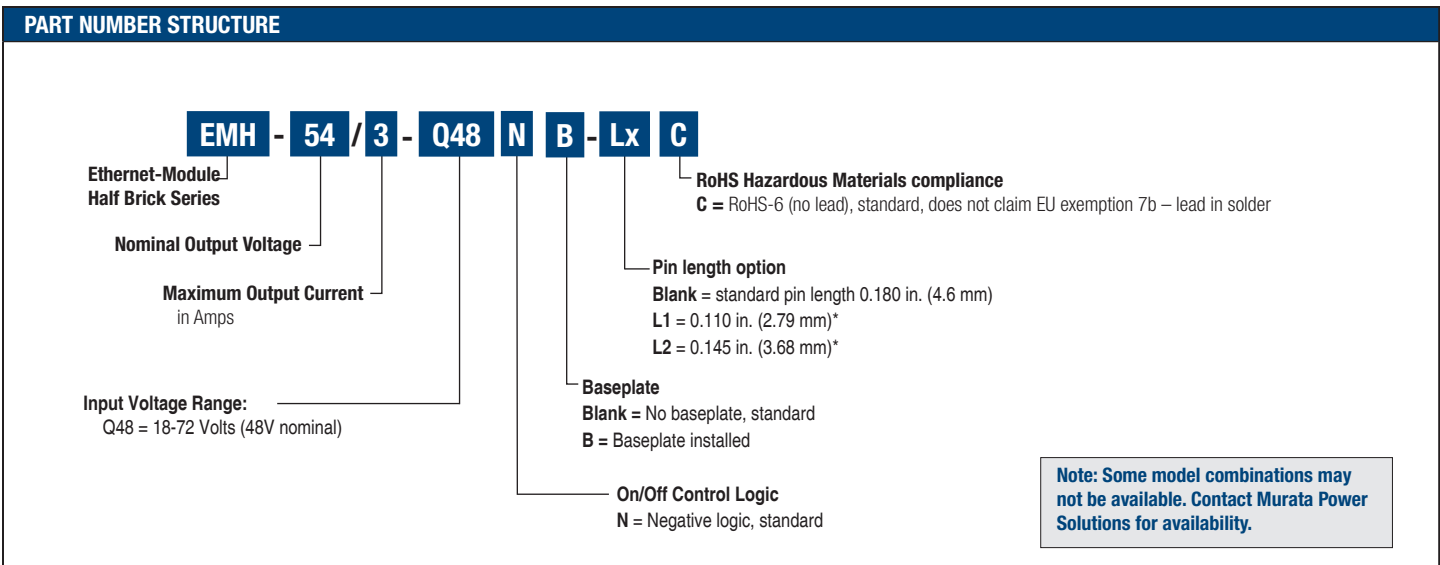 PART NUMBER STRUCTURE
EMH - 54 / 3 - Q48 N B - Lx C
Ethernet-Module
Half Brick Series
Nominal Output Voltage
Maximum Output Current
in Amps
Input Voltage Range:
Q48 = 18-72 Volts (48V nominal)
RoHS Hazardous Materials compliance
C = RoHS-6 (no lead), standard, does not claim EU exemption 7b – lead in solder
Pin length option
Blank = standard pin length 0.180 in. (4.6 mm)
L1 = 0.110 in. (2.79 mm)*
L2 = 0.145 in. (3.68 mm)*
Baseplate
Blank = No baseplate, standard
B = Baseplate installed
On/Off Control Logic
N = Negative logic, standard
Note: Some model combinations may
not be available. Contact Murata Power
Solutions for availability.